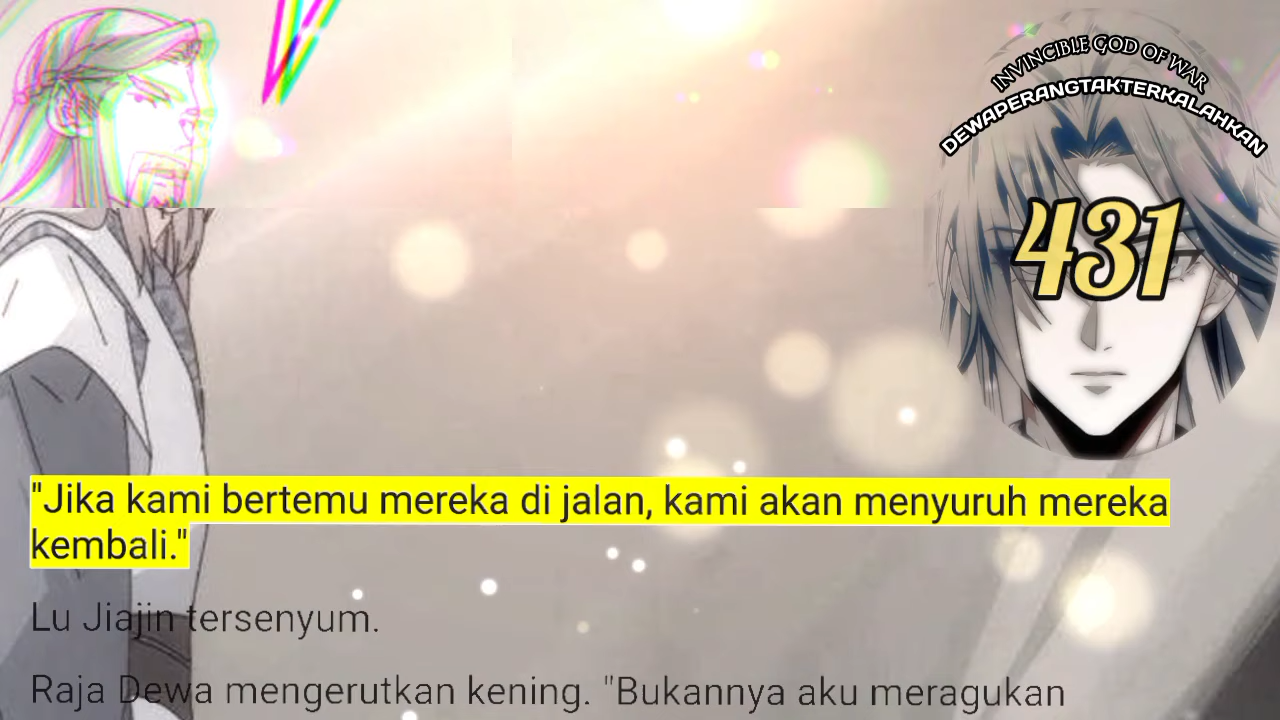 INVINCIBLE GOD OF WAR
DEWAPERANGTAKTERKALAHKAN
431
"Jika kami bertemu mereka di jalan, kami akan menyuruh mereka
kembali."
Lu Jiajin tersenyum.
Raja Dewa mengerutkan kening. "Bukannya aku meragukan